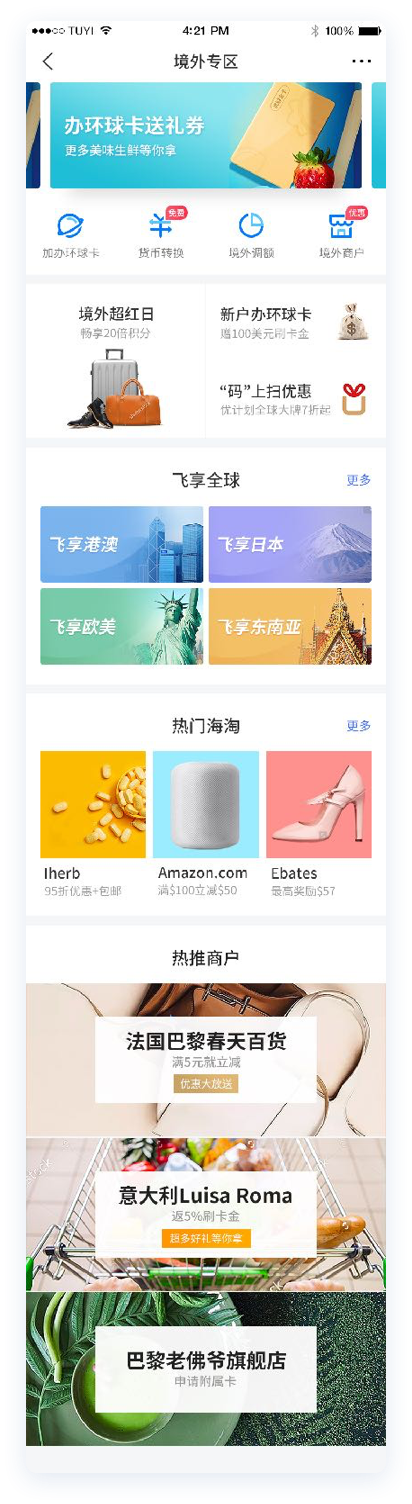 TUYI
4:21 PM
100%
境外专区
办环球卡送礼券
更多美味生鲜等你拿
加办环球卡
货币转换
免费
境外调额
境外商户
优惠
境外超红日
畅享20倍积分
新户办环球卡
赠100美元刷卡金
“码”上扫优惠
优计划全球大牌7折起
飞享全球
更多
飞享港澳
飞享日本
飞享欧美
飞享东南亚
热门海淘
更多
Iherb
95折优惠+包邮
Amazon.com
满$100立减$50
Ebates
最高奖励$57
热推商户
法国巴黎春天百货
满5元就立减
优惠大放送
意大利Luisa Roma
返5%刷卡金
超多好礼等你拿
巴黎老佛爷旗舰店
申请附属卡